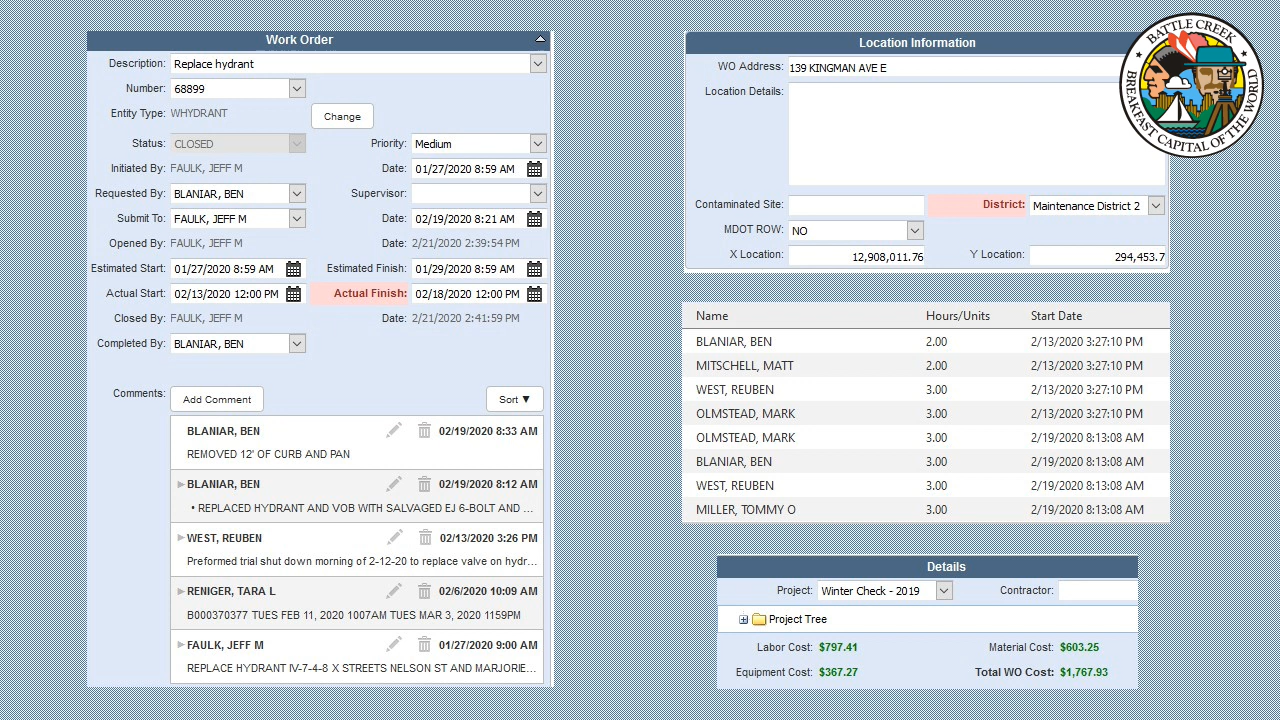 Work Order
Description: Replace hydrant
Number: 68899
Entity Type: WHYDRANT Change
Status: CLOSED Priority: Medium
Initiated By: FAULK, JEFF M Date: 01/27/2020 8:59 AM
Requested By: BLANIAR, BEN Supervisor:
Submit To: FAULK, JEFF M Date: 02/19/2020 8:21 AM
Opened By: FAULK, JEFF M Date: 2/21/2020 2:39:54 PM
Estimated Start: 01/27/2020 8:59 AM Estimated Finish: 01/29/2020 8:59 AM
Actual Start: 02/13/2020 12:00 PM Actual Finish: 02/18/2020 12:00 PM
Closed By: FAULK, JEFF M Date: 2/21/2020 2:41:59 PM
Completed By: BLANIAR, BEN
Comments: Add Comment Sort ▼
BLANIAR, BEN 02/19/2020 8:33 AM
REMOVED 12' OF CURB AND PAN
BLANIAR, BEN 02/19/2020 8:12 AM
• REPLACED HYDRANT AND VOB WITH SALVAGED EJ 6-BOLT AND ...
WEST, REUBEN 02/13/2020 3:26 PM
Preformed trial shut down morning of 2-12-20 to replace valve on hydr...
RENIGER, TARA L 02/6/2020 10:09 AM
B000370377 TUES FEB 11, 2020 1007AM TUES MAR 3, 2020 1159PM
FAULK, JEFF M 01/27/2020 9:00 AM
REPLACE HYDRANT IV-7-4-8 X STREETS NELSON ST AND MARJORIE...
Location Information
WO Address: 139 KINGMAN AVE E
Location Details:
Contaminated Site: District: Maintenance District 2
MDOT ROW: NO
X Location: 12,908,011.76 Y Location: 294,453.7
BATTLE CREEK
BREAKFAST CAPITAL OF THE WORLD
Name Hours/Units Start Date
BLANIAR, BEN 2.00 2/13/2020 3:27:10 PM
MITSCHELL, MATT 2.00 2/13/2020 3:27:10 PM
WEST, REUBEN 3.00 2/13/2020 3:27:10 PM
OLMSTEAD, MARK 3.00 2/13/2020 3:27:10 PM
OLMSTEAD, MARK 3.00 2/19/2020 8:13:08 AM
BLANIAR, BEN 3.00 2/19/2020 8:13:08 AM
WEST, REUBEN 3.00 2/19/2020 8:13:08 AM
MILLER, TOMMY O 3.00 2/19/2020 8:13:08 AM
Details
Project: Winter Check - 2019 Contractor:
Project Tree
Labor Cost: $797.41 Material Cost: $603.25
Equipment Cost: $367.27 Total WO Cost: $1,767.93